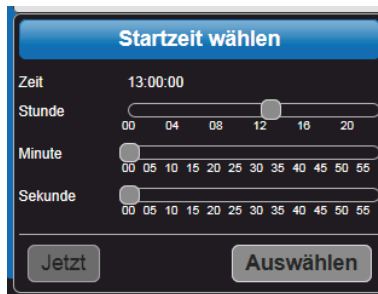 Startzeit wählen
Zeit 13:00:00
Stunde
00 04 08 12 16 20
Minute
00 05 10 15 20 25 30 35 40 45 50 55
Sekunde
00 05 10 15 20 25 30 35 40 45 50 55
Jetzt Auswählen